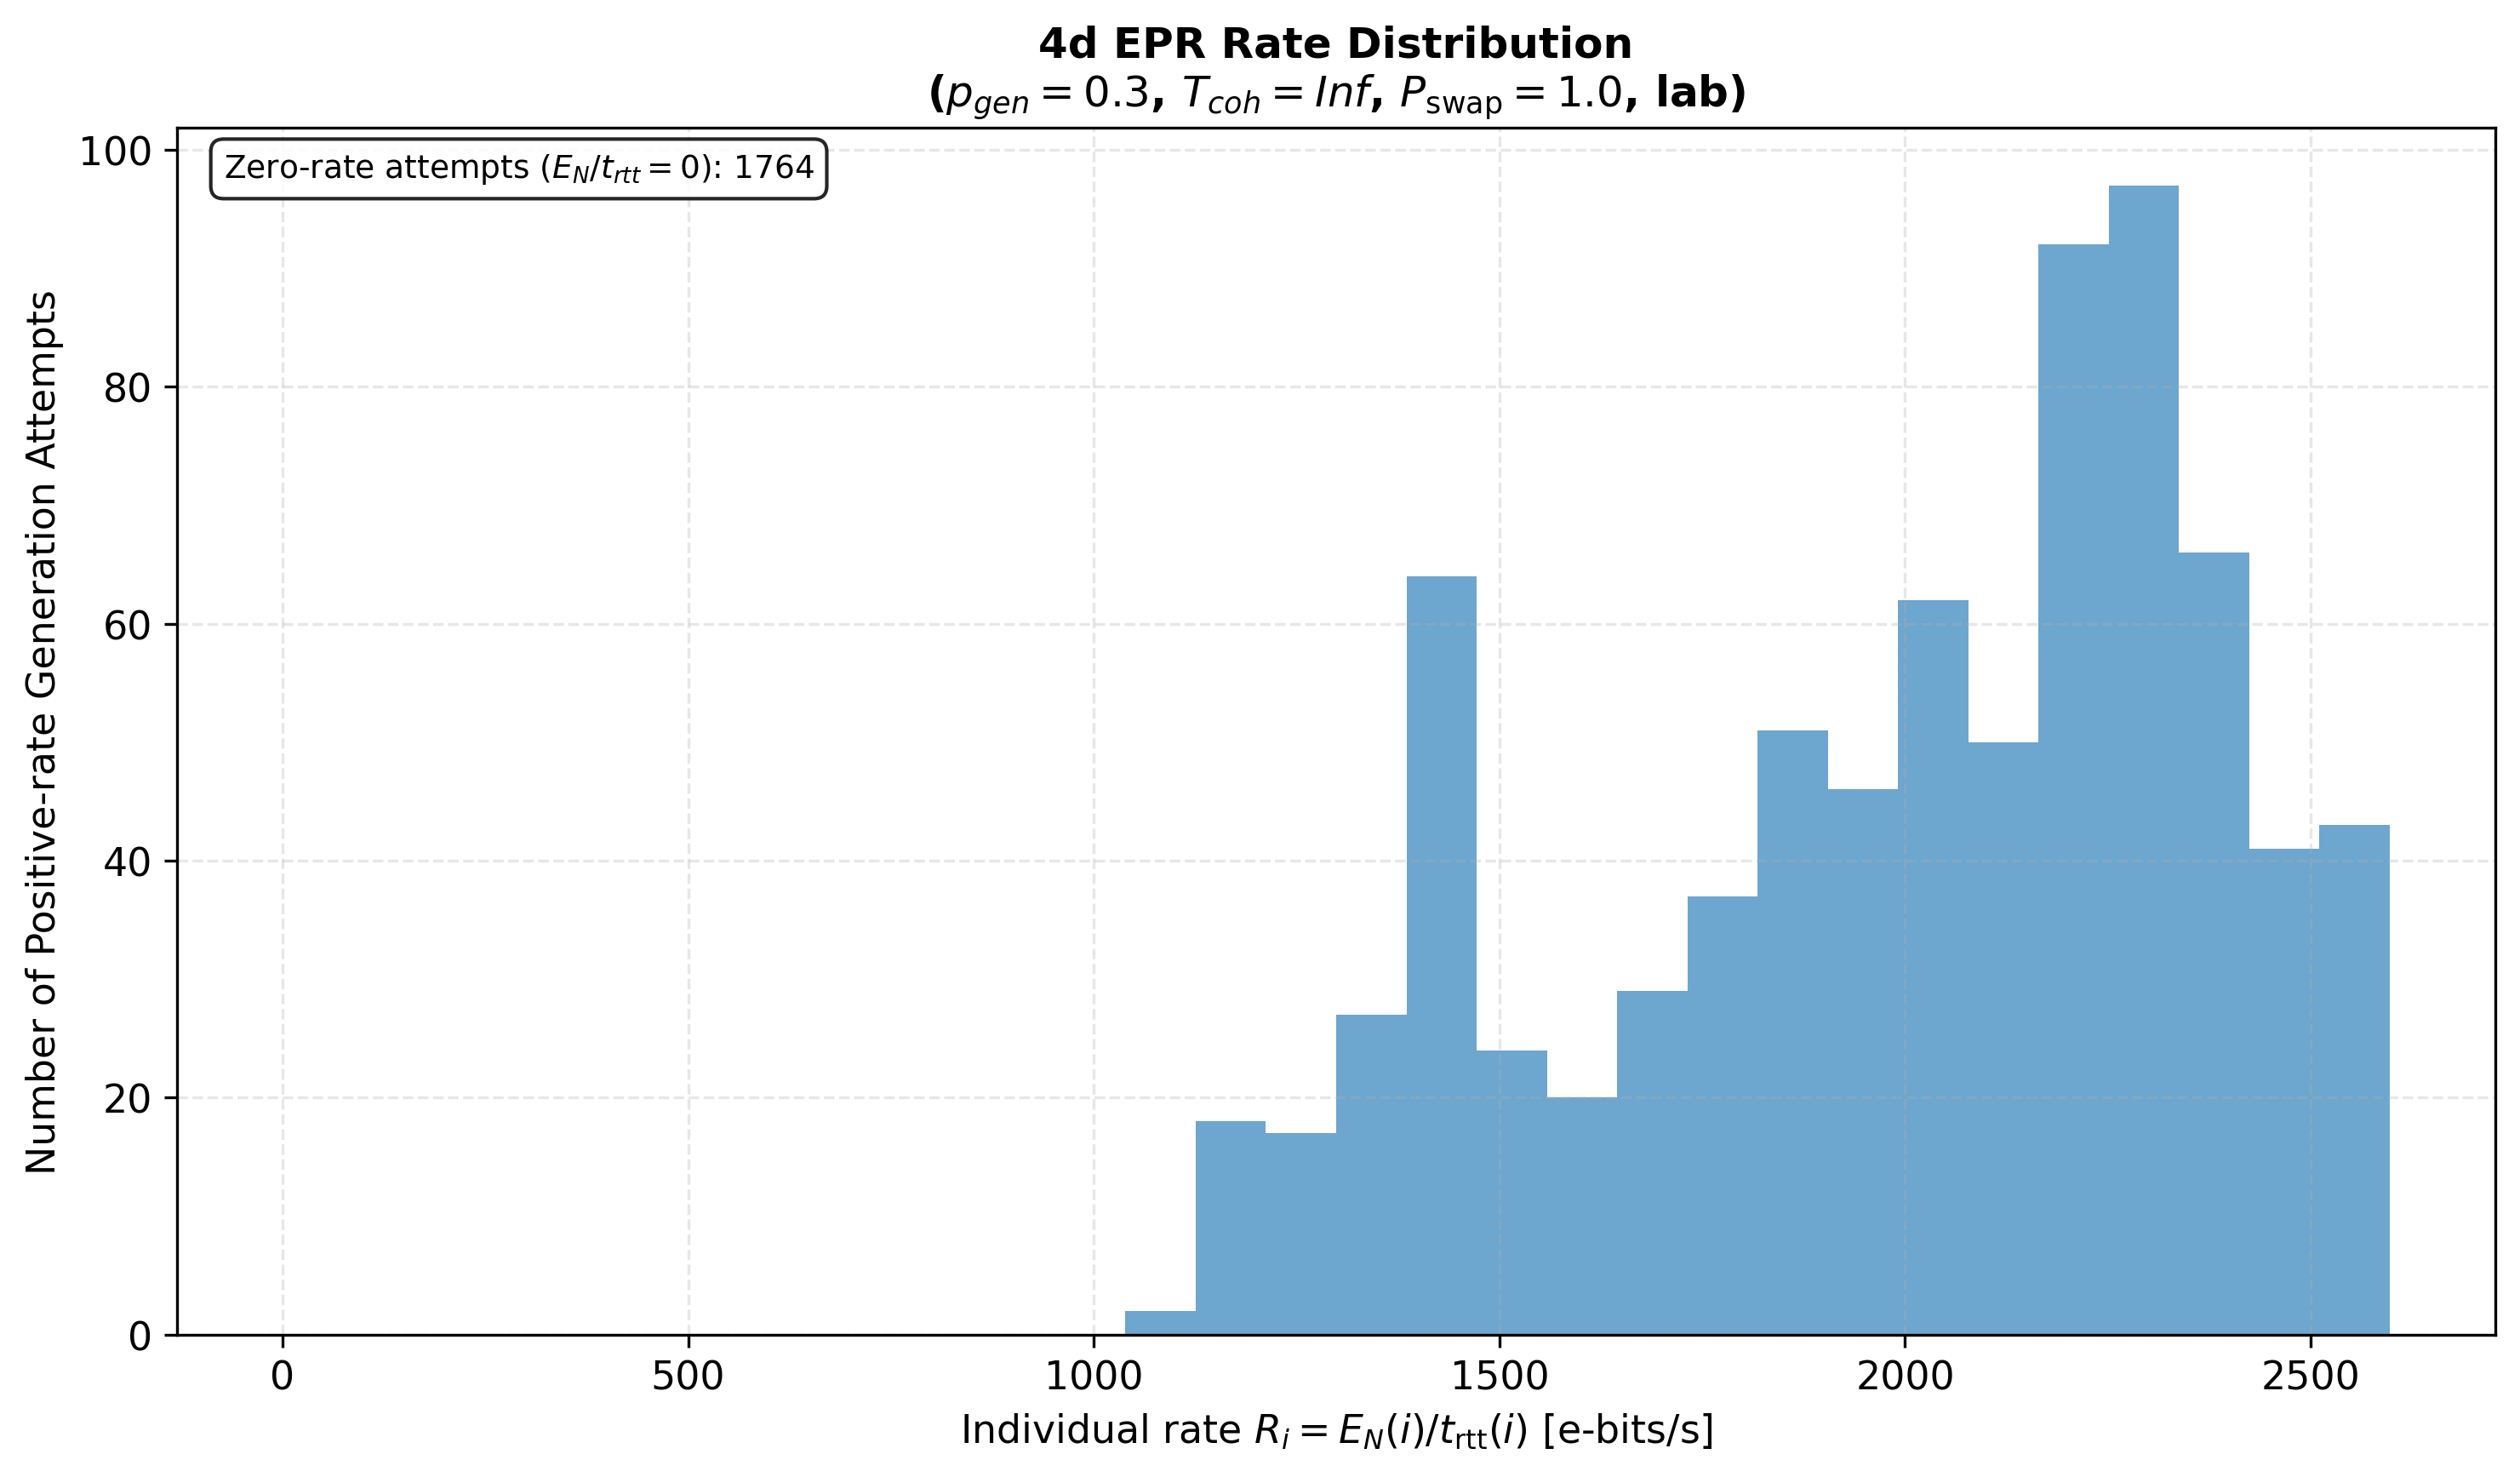 4d EPR Rate Distribution
(p_gen = 0.3, T_coh = Inf, P_swap = 1.0, lab)
Zero-rate attempts (E_N/t_rtt = 0): 1764
Number of Positive-rate Generation Attempts
100
80
60
40
20
0
0 500 1000 1500 2000 2500
Individual rate R_i = E_N(i)/t_rtt(i) [e-bits/s]